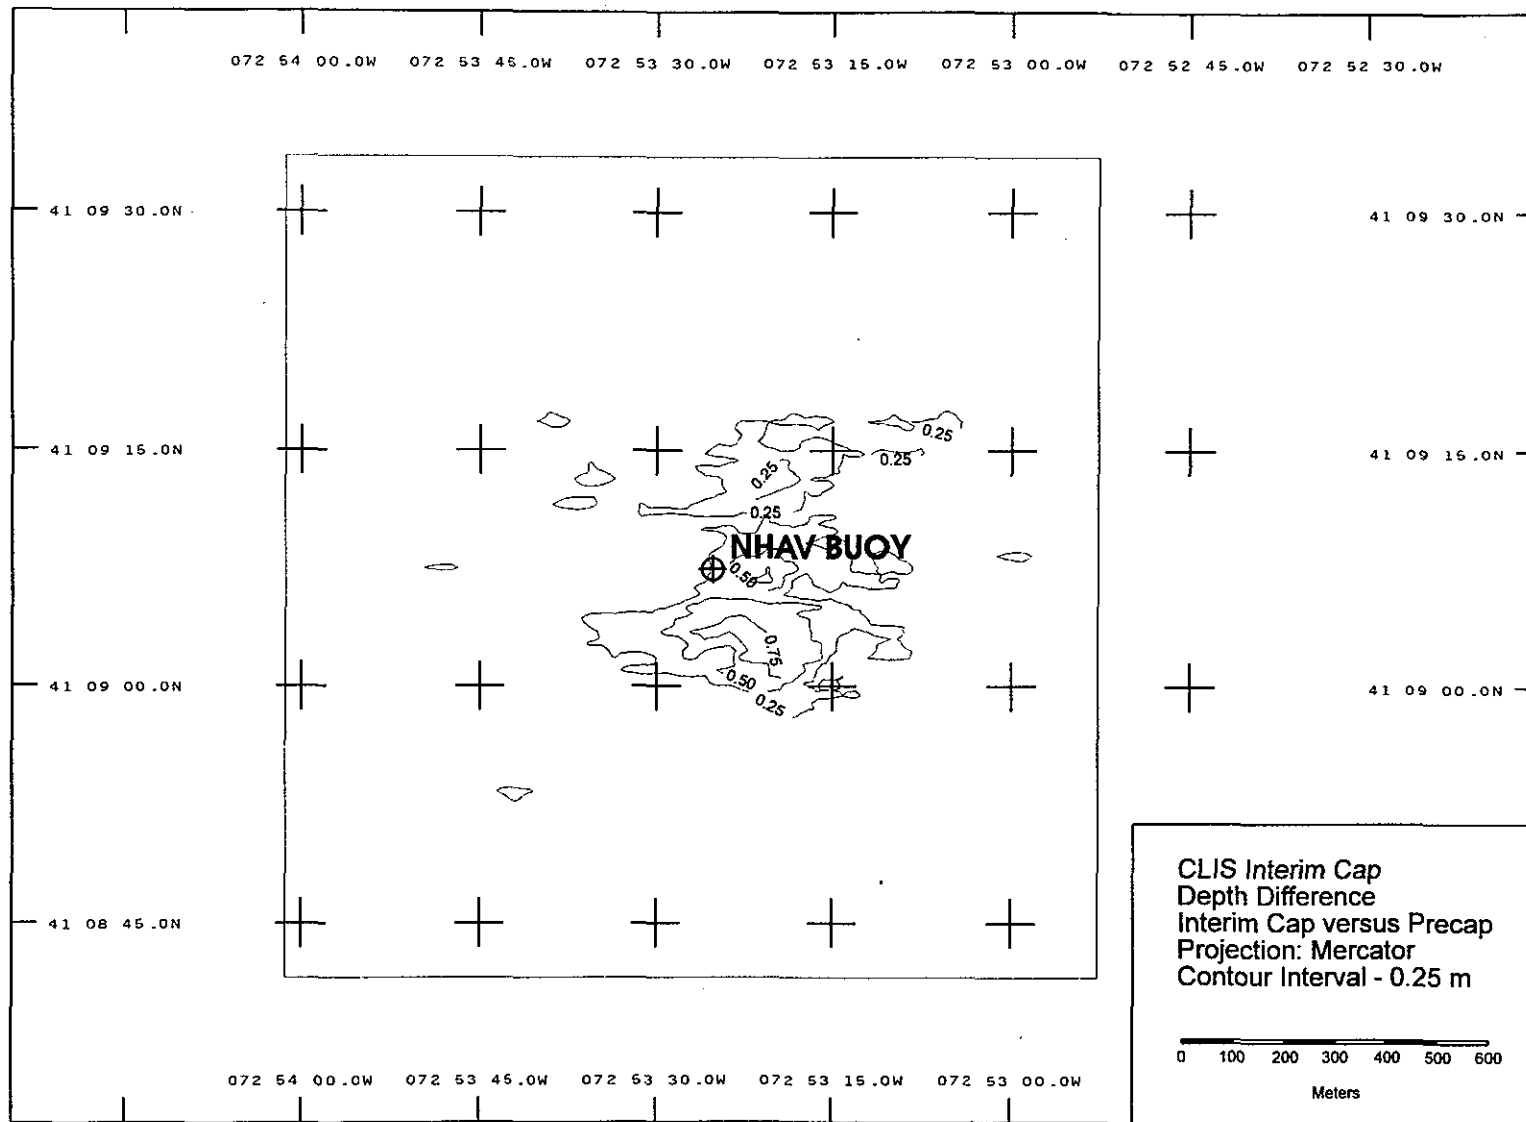 072 54 00.0W 072 53 45.0W 072 53 30.0W 072 53 15.0W 072 53 00.0W 072 52 45.0W 072 52 30.0W
41 09 30.0N 41 09 30.0N
0.25
41 09 15.0N 0.25 41 09 15.0N
0.25
0.25
NHAV BUOY
0.50
0.75
0.50
41 09 00.0N 41 09 00.0N
0.25
CLIS Interim Cap
Depth Difference
Interim Cap versus Precap
Projection: Mercator
Contour Interval - 0.25 m
41 08 45.0N
0 100 200 300 400 500 600
Meters
072 54 00.0W 072 53 45.0W 072 53 30.0W 072 53 15.0W 072 53 00.0W